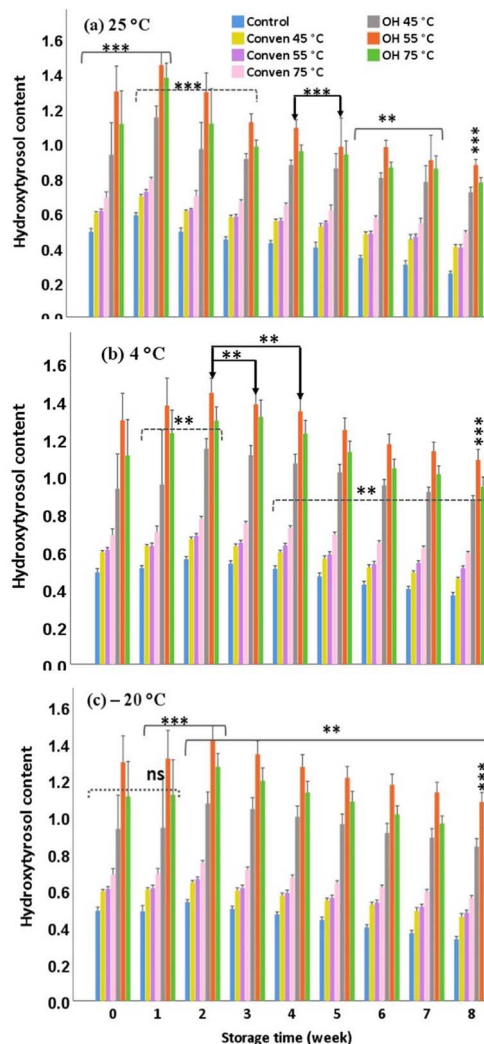 (a) 25 °C
Control
Conven 45 °C
Conven 55 °C
Conven 75 °C
OH 45 °C
OH 55 °C
OH 75 °C
***
***
***
**
***
Hydroxytyrosol content
1.6
1.4
1.2
1.0
0.8
0.6
0.4
0.2
0.0
(b) 4 °C
**
**
**
**
***
Hydroxytyrosol content
1.6
1.4
1.2
1.0
0.8
0.6
0.4
0.2
0.0
(c) – 20 °C
***
**
ns
***
Hydroxytyrosol content
1.6
1.4
1.2
1.0
0.8
0.6
0.4
0.2
0.0
0 1 2 3 4 5 6 7 8
Storage time (week)